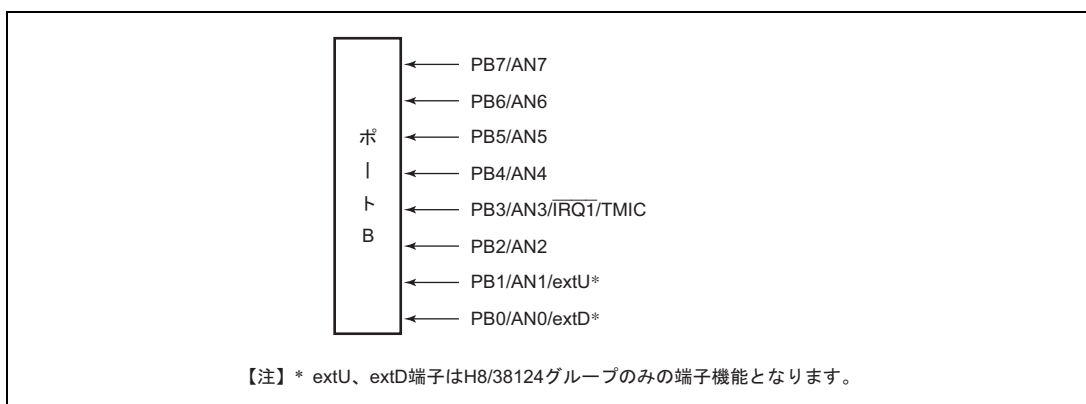 ポートB
PB7/AN7
PB6/AN6
PB5/AN5
PB4/AN4
PB3/AN3/I̅R̅Q̅1̅/TMIC
PB2/AN2
PB1/AN1/extU*
PB0/AN0/extD*
【注】* extU、extD端子はH8/38124グループのみの端子機能となります。